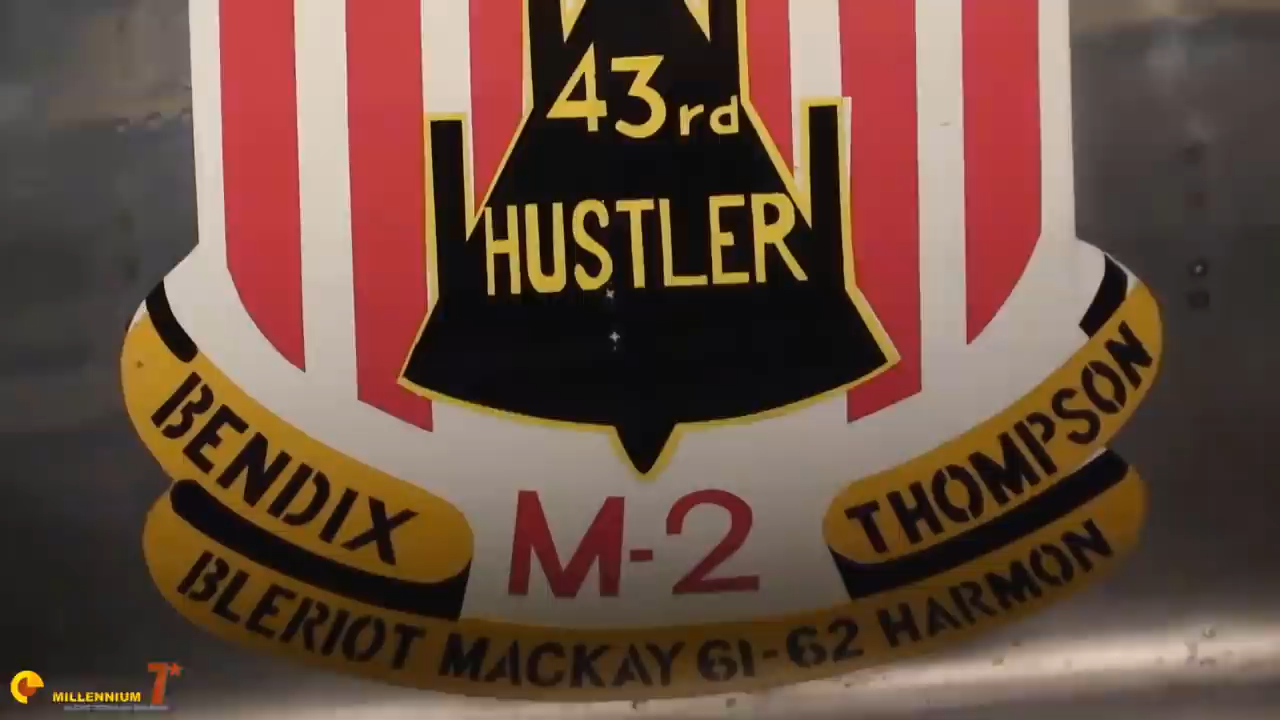 43rd
HUSTLER
BENDIX
THOMPSON
M-2
BLERIOT MACKAY 61-62 HARMON
MILLENNIUM 7*